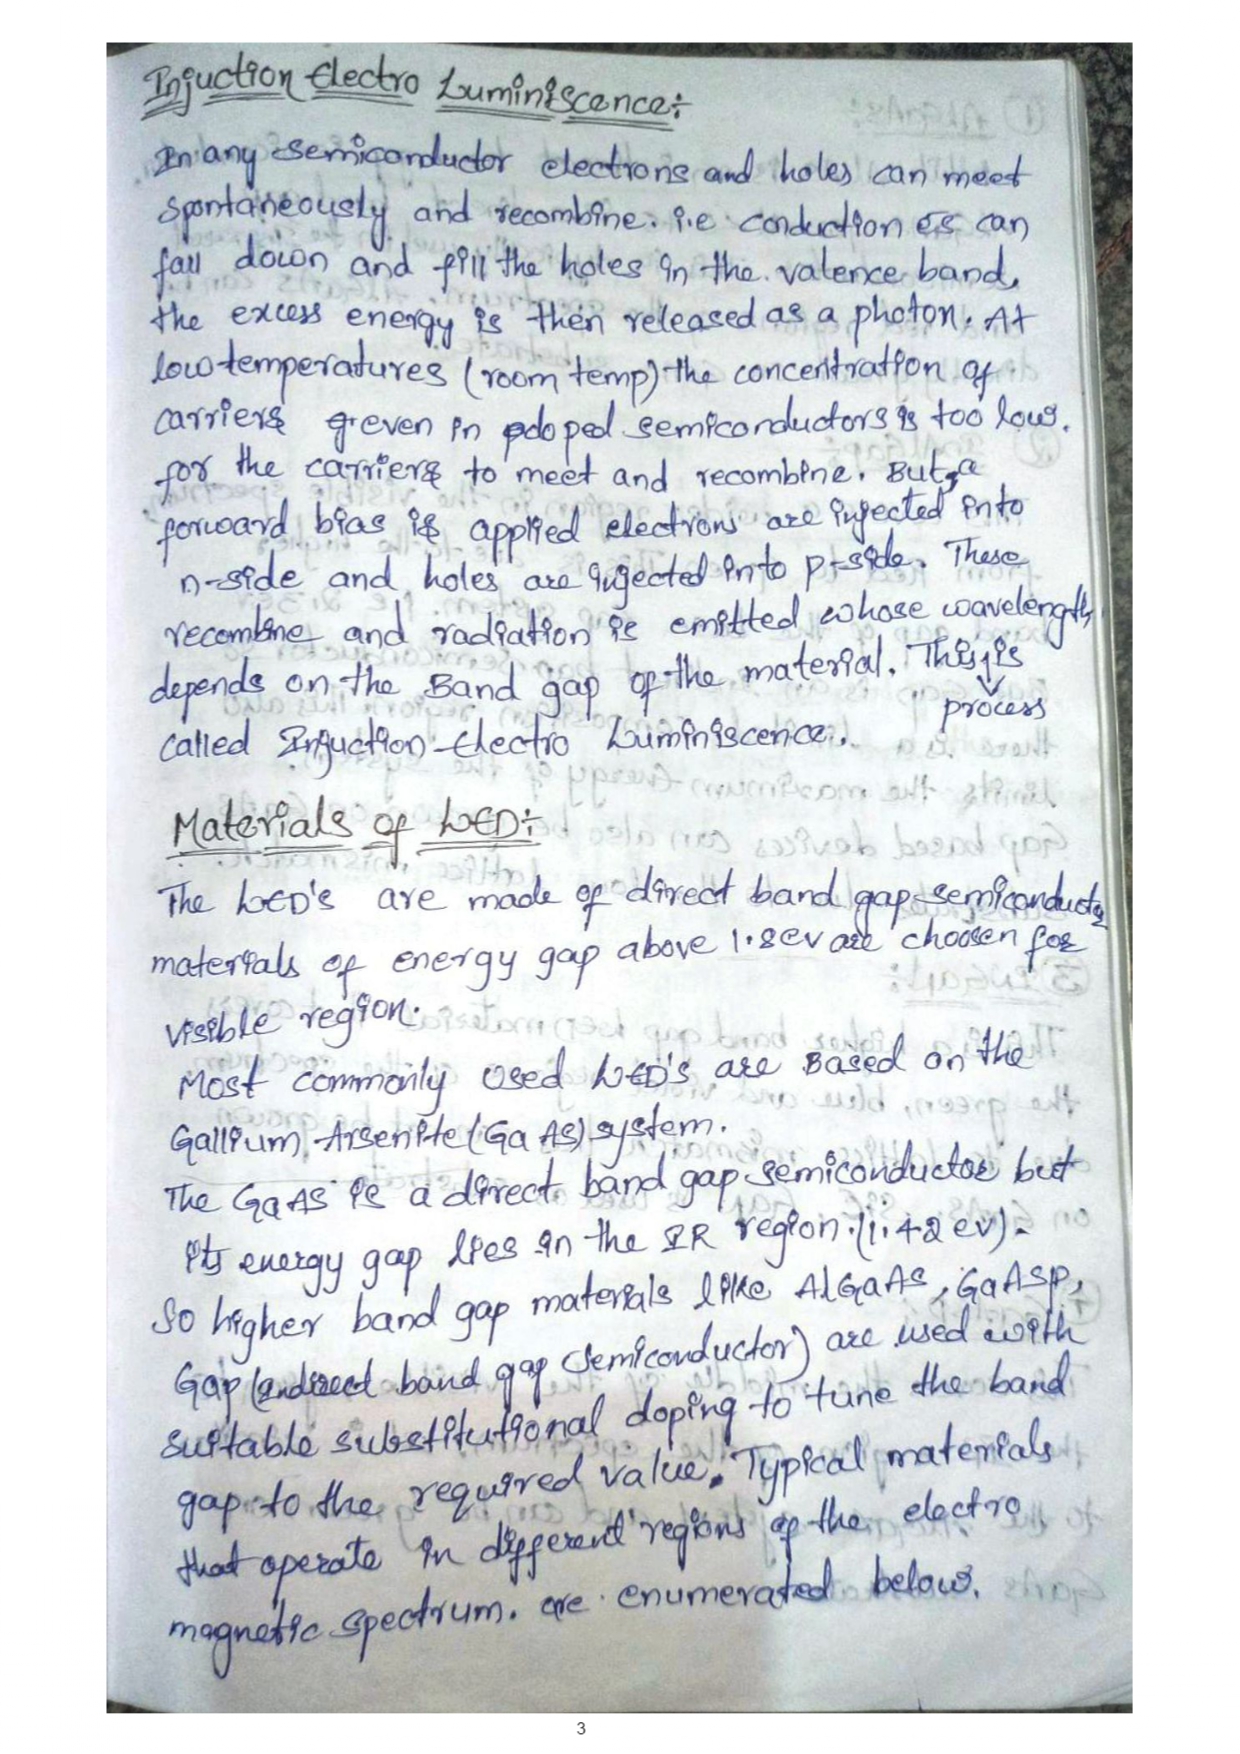 Injuction Electro Luminiscence:
In any semiconductor electrons and holes can meet
spontaneously and recombine. i.e conduction es can
fall down and fill the holes in the valence band,
the excess energy is then released as a photon. At
low temperatures (room temp) the concentration of
carriers even in doped semiconductors is too low.
for the carriers to meet and recombine. But, a
forward bias is applied electrons are injected into
n-side and holes are injected into p-side. These
recombine and radiation is emitted whose wavelength
depends on the Band gap of the material. This is
process
called Injuction Electro Luminiscence.
Materials of LED:
The LED's are made of direct band gap semiconductor
materials of energy gap above 1.8ev are choosen for
visible region.
Most commonly used LED's are Based on the
Gallium Arsenite (GaAs) system.
The GaAs is a direct band gap semiconductor but
its energy gap lies in the IR region. (1.42 ev).
So higher band gap materials like AlGaAs, GaAsP,
Gap (indirect band gap semiconductor) are used with
suitable substitutional doping to tune the band
gap to the required value. Typical materials
that operate in different regions of the electro
magnetic spectrum. are enumerated below.
3